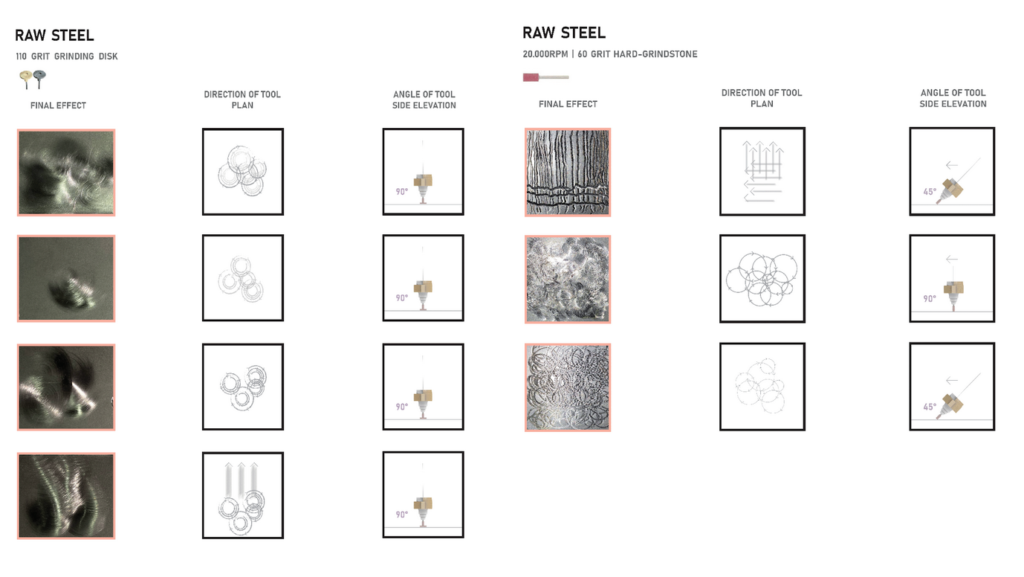 RAW STEEL
110 GRIT GRINDING DISK
FINAL EFFECT
DIRECTION OF TOOL
PLAN
ANGLE OF TOOL
SIDE ELEVATION
90°
90°
90°
90°
RAW STEEL
20.000RPM | 60 GRIT HARD-GRINDSTONE
FINAL EFFECT
DIRECTION OF TOOL
PLAN
ANGLE OF TOOL
SIDE ELEVATION
45°
90°
45°